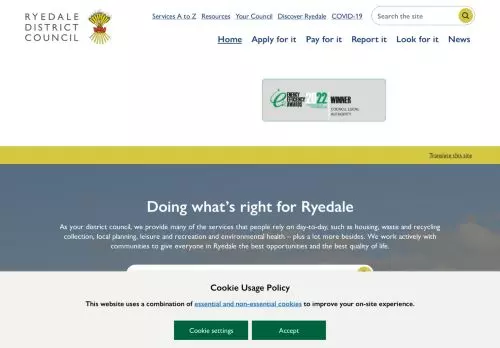 RYEDALE
DISTRICT
COUNCIL
Services A to Z Resources Your Council Discover Ryedale COVID-19
Search the site
Home Apply for it Pay for it Report it Look for it News
ENERGY
EFFICIENCY
AWARDS
2022
WINNER
COUNCIL/LOCAL
AUTHORITY
Translate this site
Doing what's right for Ryedale
As your district council, we provide many of the services that people rely on day-to-day, such as housing, waste and recycling
collection, local planning, leisure and recreation and environmental health – plus a lot more besides. We work actively with
communities to give everyone in Ryedale the best opportunities and the best quality of life.
Cookie Usage Policy
This website uses a combination of essential and non-essential cookies to improve your on-site experience.
Cookie settings
Accept